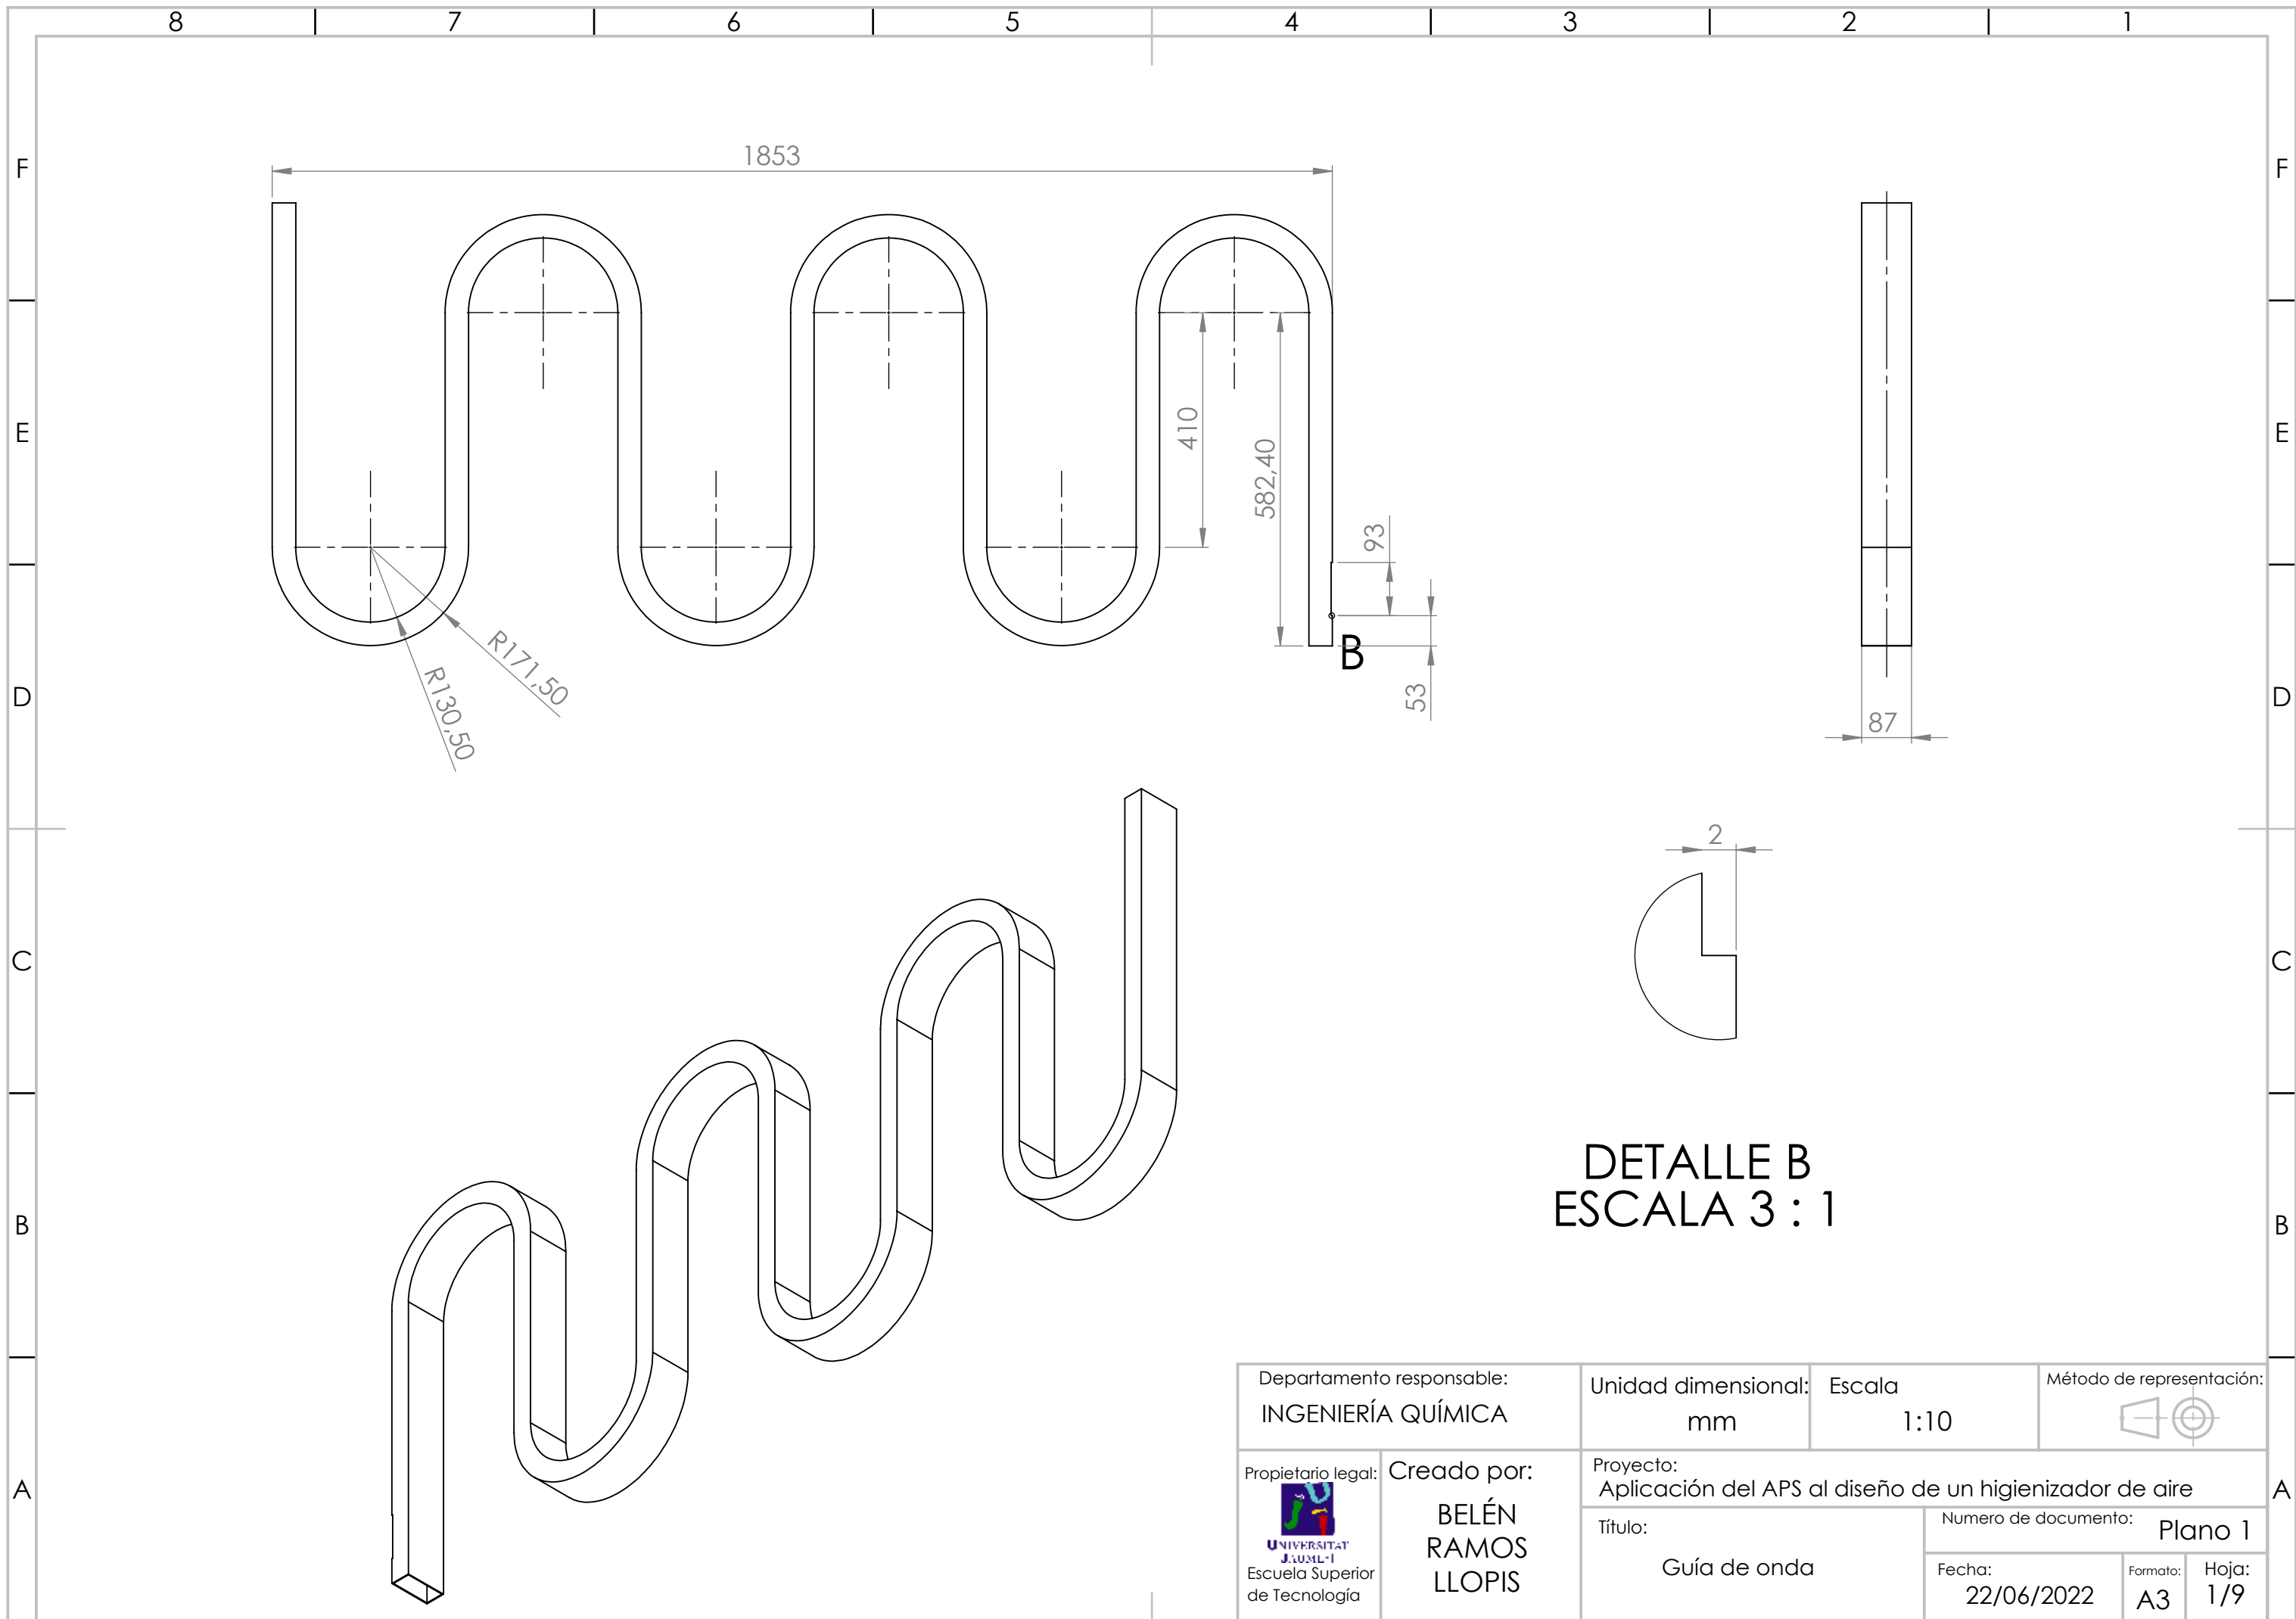 8 7 6 5 4 3 2 1
F F
1853
E E
410
582,40
93
R171,50
R130,50
B
53
D D
87
2
C C
DETALLE B
ESCALA 3 : 1
B B
A A
Departamento responsable:
INGENIERÍA QUÍMICA
Unidad dimensional:
mm
Escala
1:10
Método de representación:
Propietario legal:
UNIVERSITAT
JAUME·I
Escuela Superior
de Tecnología
Creado por:
BELÉN
RAMOS
LLOPIS
Proyecto:
Aplicación del APS al diseño de un higienizador de aire
Título:
Guía de onda
Numero de documento:
Plano 1
Fecha:
22/06/2022
Formato:
A3
Hoja:
1/9